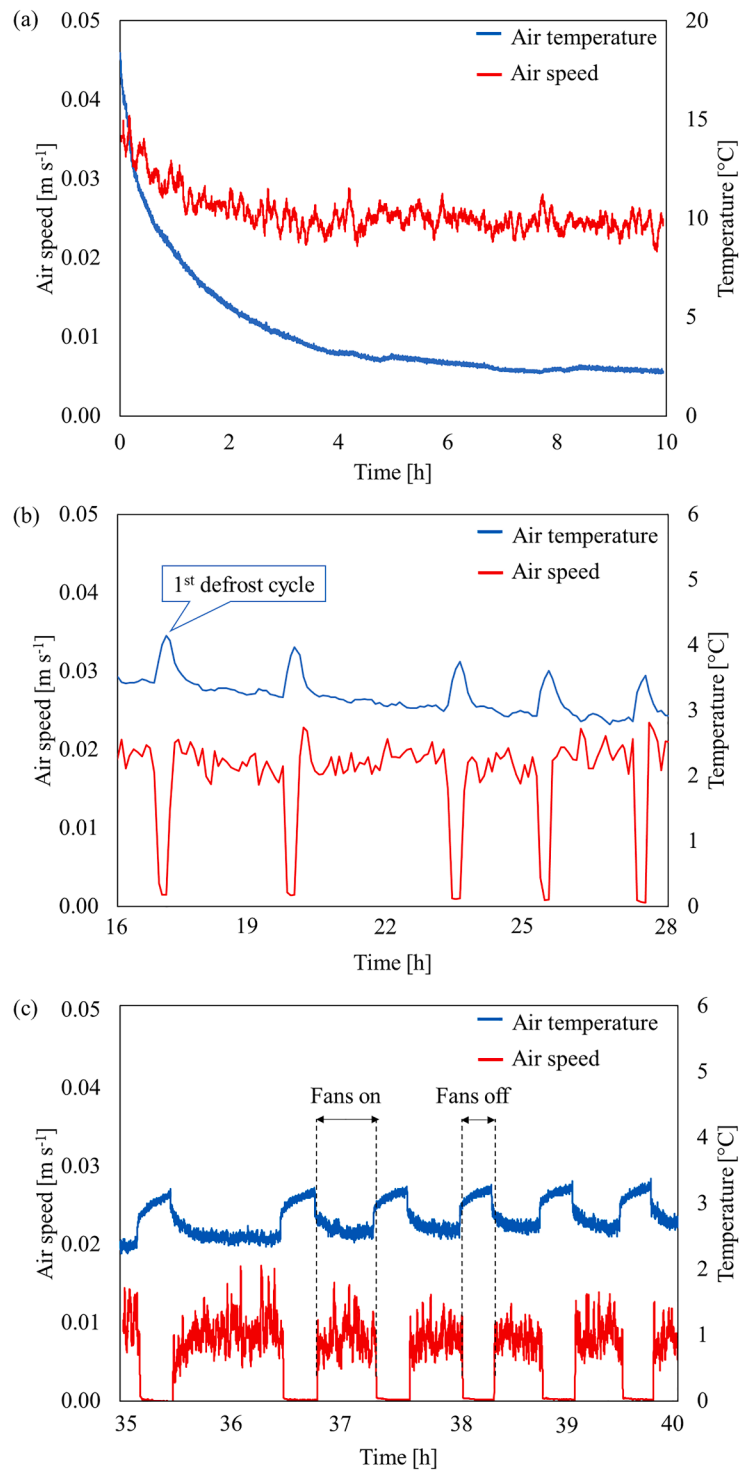 (a)
0.05
0.04
0.03
0.02
0.01
0.00
Air speed [m s⁻¹]
Air temperature
Air speed
20
15
10
5
0
Temperature [°C]
0 2 4 6 8 10
Time [h]
(b)
0.05
0.04
0.03
0.02
0.01
0.00
Air speed [m s⁻¹]
Air temperature
Air speed
1ˢᵗ defrost cycle
6
5
4
3
2
1
0
Temperature [°C]
16 19 22 25 28
Time [h]
(c)
0.05
0.04
0.03
0.02
0.01
0.00
Air speed [m s⁻¹]
Air temperature
Air speed
Fans on Fans off
6
5
4
3
2
1
0
Temperature [°C]
35 36 37 38 39 40
Time [h]